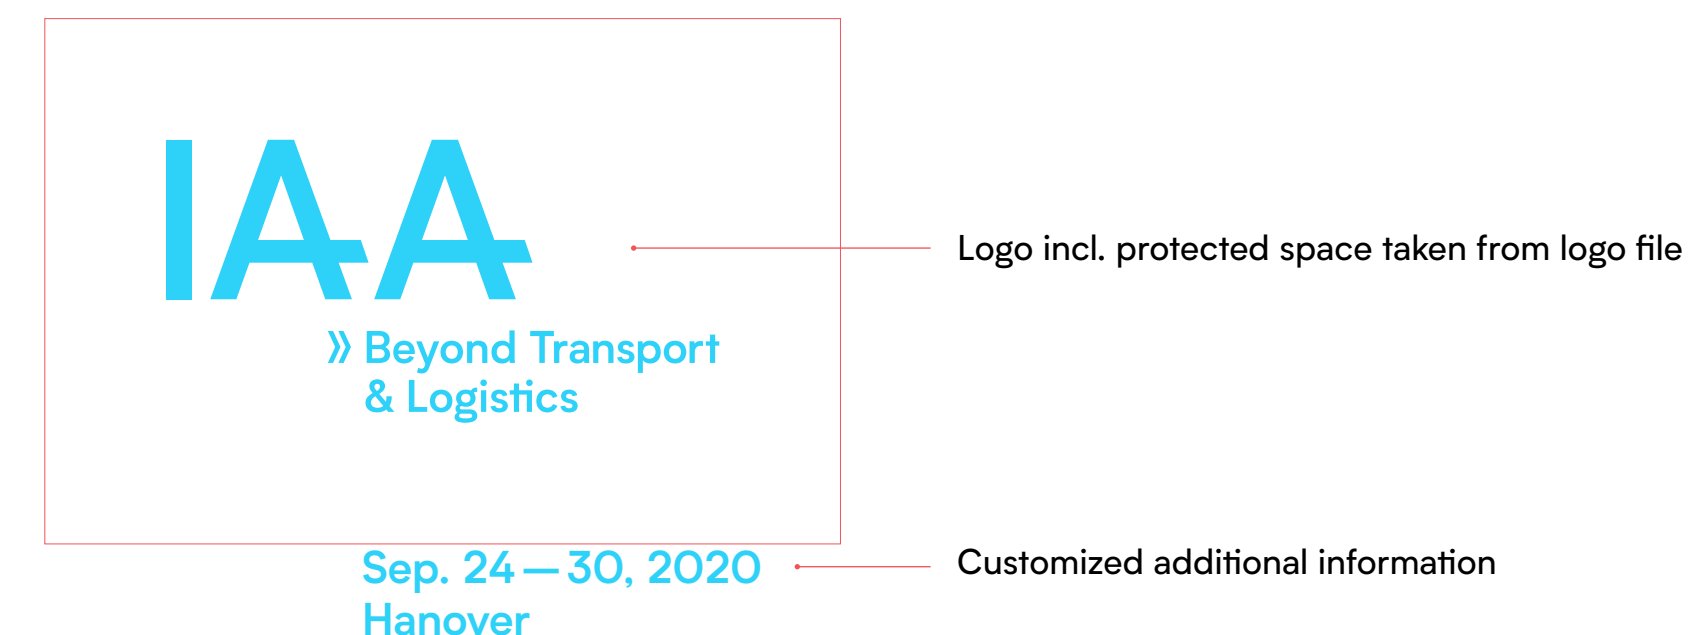 IAA
Logo incl. protected space taken from logo file
» Beyond Transport
& Logistics
Sep. 24 – 30, 2020
Customized additional information
Hanover